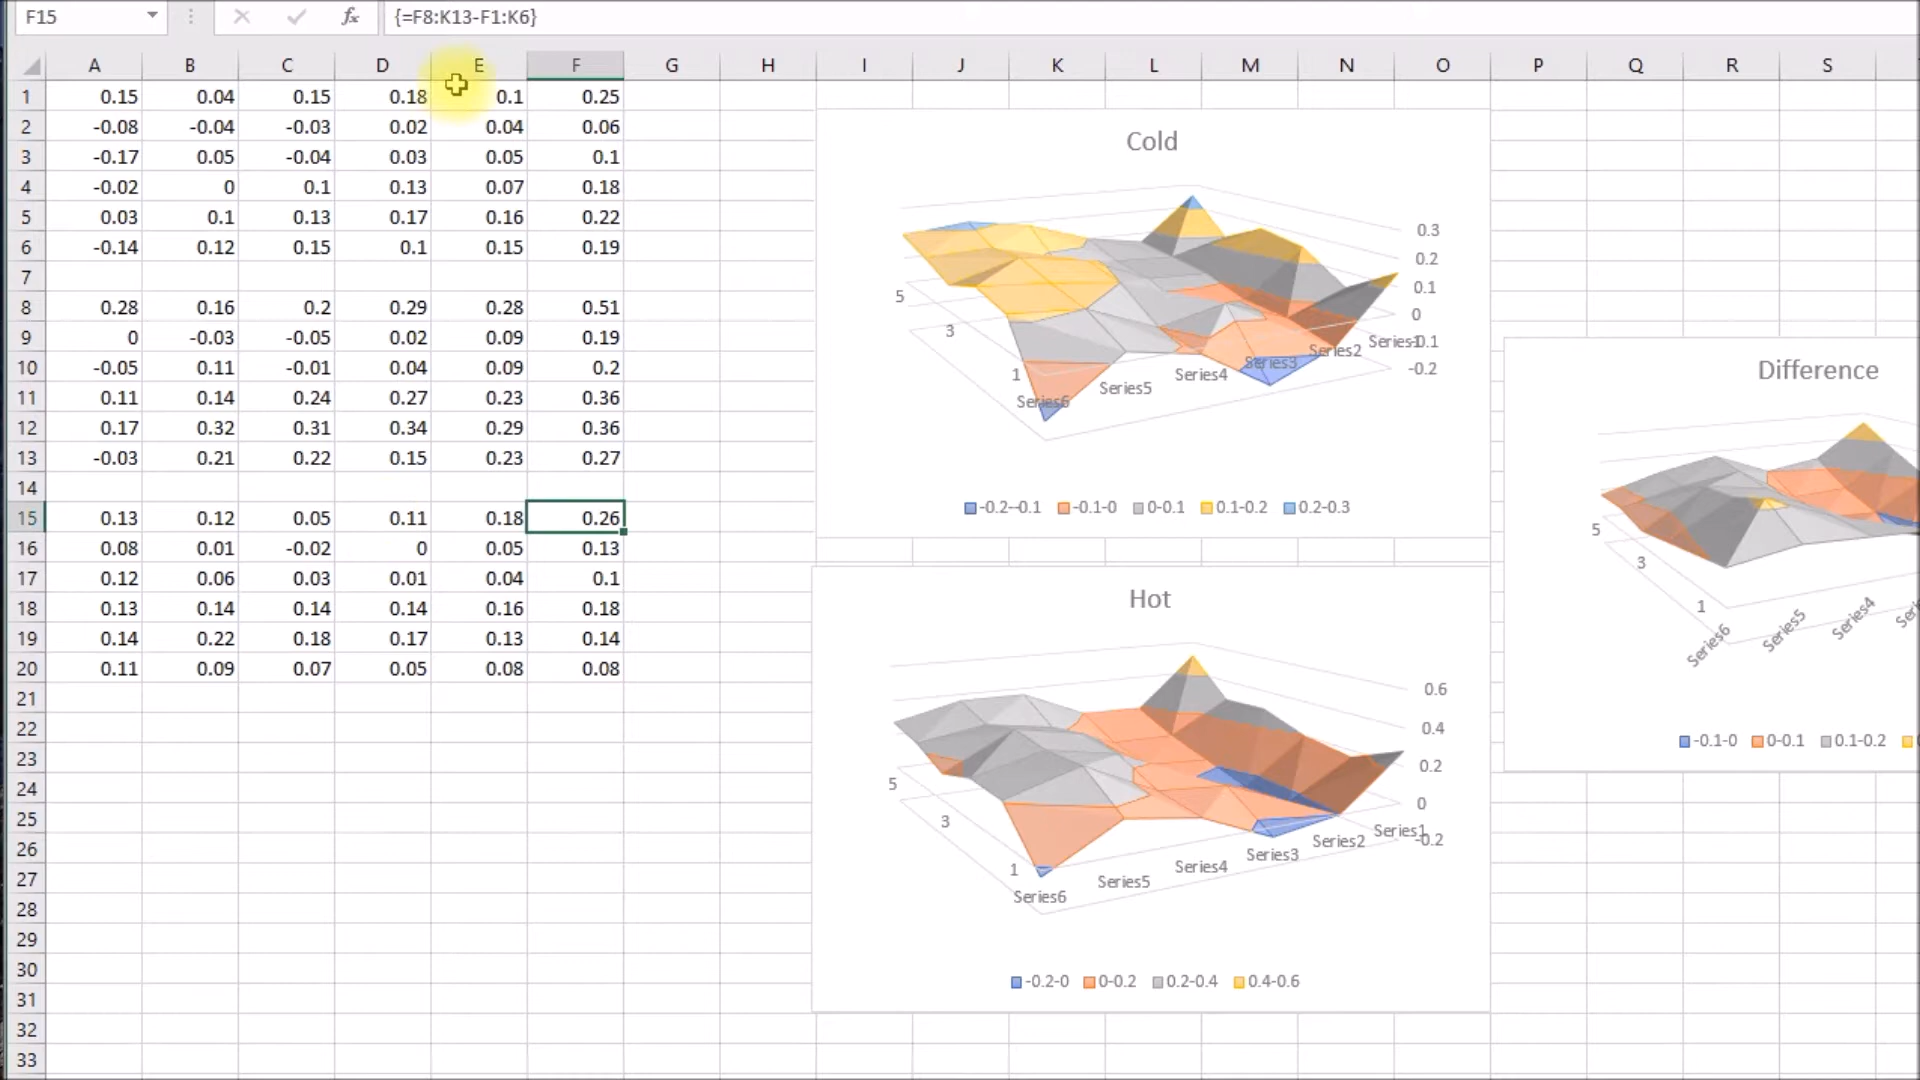 F15 fx {=F8:K13-F1:K6}
A B C D E F G H I J K L M N O P Q R S
1 0.15 0.04 0.15 0.18 0.1 0.25
2 -0.08 -0.04 -0.03 0.02 0.04 0.06
3 -0.17 0.05 -0.04 0.03 0.05 0.1
4 -0.02 0 0.1 0.13 0.07 0.18
5 0.03 0.1 0.13 0.17 0.16 0.22
6 -0.14 0.12 0.15 0.1 0.15 0.19
7
8 0.28 0.16 0.2 0.29 0.28 0.51
9 0 -0.03 -0.05 0.02 0.09 0.19
10 -0.05 0.11 -0.01 0.04 0.09 0.2
11 0.11 0.14 0.24 0.27 0.23 0.36
12 0.17 0.32 0.31 0.34 0.29 0.36
13 -0.03 0.21 0.22 0.15 0.23 0.27
14
15 0.13 0.12 0.05 0.11 0.18 0.26
16 0.08 0.01 -0.02 0 0.05 0.13
17 0.12 0.06 0.03 0.01 0.04 0.1
18 0.13 0.14 0.14 0.14 0.16 0.18
19 0.14 0.22 0.18 0.17 0.13 0.14
20 0.11 0.09 0.07 0.05 0.08 0.08
21
22
23
24
25
26
27
28
29
30
31
32
33
Cold
0.3
0.2
0.1
0
-0.1
-0.2
5
3
1
Series6 Series5 Series4 Series3 Series2 Series1
-0.2--0.1 -0.1-0 0-0.1 0.1-0.2 0.2-0.3
Hot
0.6
0.4
0.2
0
-0.2
5
3
1
Series6 Series5 Series4 Series3 Series2 Series1
-0.2-0 0-0.2 0.2-0.4 0.4-0.6
Difference
5
3
1
Series6 Series5 Series4
-0.1-0 0-0.1 0.1-0.2